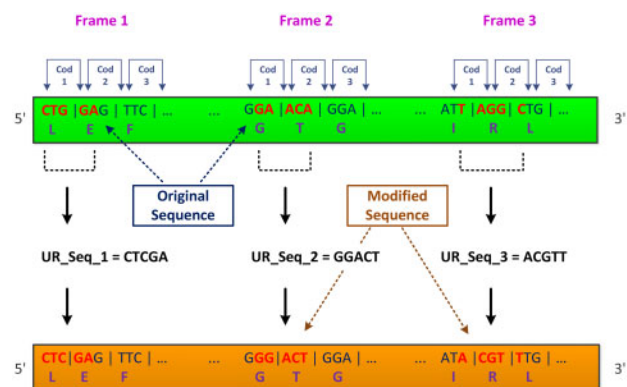 Frame 1 Frame 2 Frame 3
Cod 1 Cod 2 Cod 3 Cod 1 Cod 2 Cod 3 Cod 1 Cod 2 Cod 3
5' CTG |GAG| TTC | ... ... GGA |ACA| GGA | ... ... ATT |AGG| CTG | ... 3'
L E F G T G I R L
Original Sequence Modified Sequence
UR_Seq_1 = CTCGA UR_Seq_2 = GGACT UR_Seq_3 = ACGTT
5' CTC|GAG| TTC | ... ... GGG |ACT | GGA | ... ... ATA |CGT | TTG | ... 3'
L E F G T G I R L